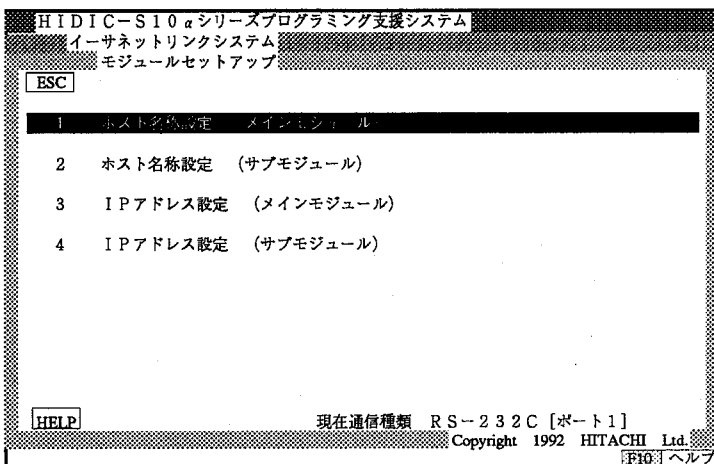 HIDIC-S10αシリーズプログラミング支援システム
イーサネットリンクシステム
モジュールセットアップ
ESC
1 ホスト名称設定 メインモジュール
2 ホスト名称設定 (サブモジュール)
3 IPアドレス設定 (メインモジュール)
4 IPアドレス設定 (サブモジュール)
HELP 現在通信種類 RS-232C [ポート1]
Copyright 1992 HITACHI Ltd.
F10 ヘルプ